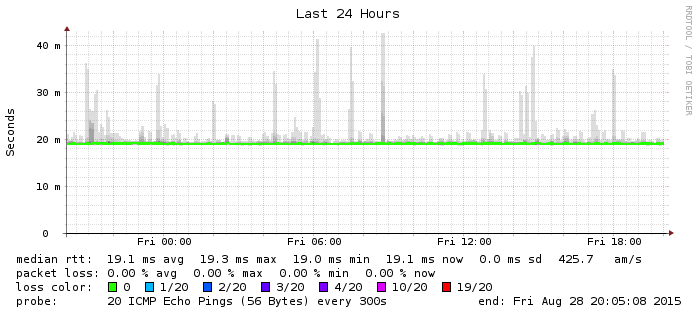 Last 24 Hours
RRDTOOL / TOBI OETIKER
Seconds
40 m
30 m
20 m
10 m
0
Fri 00:00 Fri 06:00 Fri 12:00 Fri 18:00
median rtt: 19.1 ms avg 19.3 ms max 19.0 ms min 19.1 ms now 0.0 ms sd 425.7 am/s
packet loss: 0.00 % avg 0.00 % max 0.00 % min 0.00 % now
loss color: 0 1/20 2/20 3/20 4/20 10/20 19/20
probe: 20 ICMP Echo Pings (56 Bytes) every 300s end: Fri Aug 28 20:05:08 2015